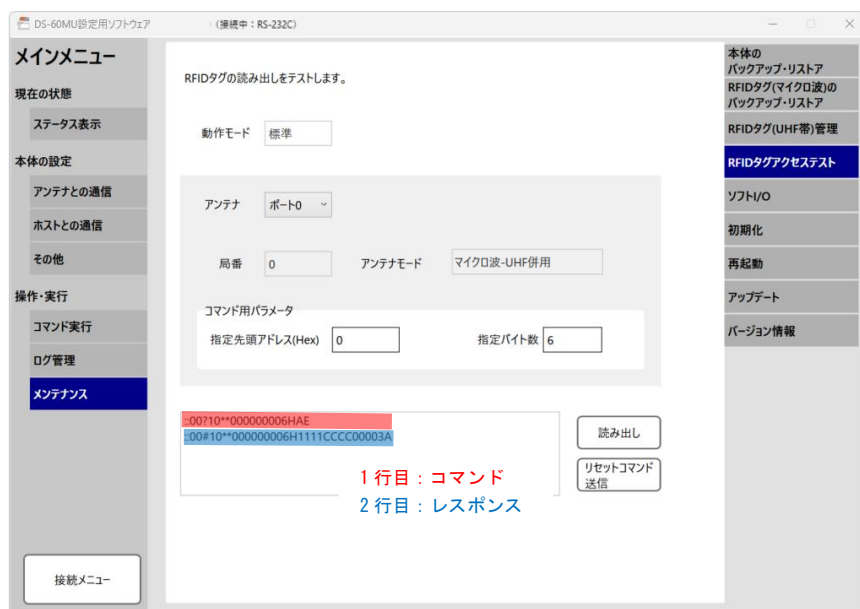 DS-60MU設定用ソフトウェア (接続中：RS-232C)
メインメニュー
現在の状態
ステータス表示
本体の設定
アンテナとの通信
ホストとの通信
その他
操作・実行
コマンド実行
ログ管理
メンテナンス
接続メニュー
RFIDタグの読み出しをテストします。
動作モード 標準
アンテナ ポート0
局番 0 アンテナモード マイクロ波-UHF併用
コマンド用パラメータ
指定先頭アドレス(Hex) 0 指定バイト数 6
::00?10**000000006HAE
::00#10**000000006H1111CCCC00003A
1行目：コマンド
2行目：レスポンス
読み出し
リセットコマンド
送信
本体の
バックアップ・リストア
RFIDタグ(マイクロ波)の
バックアップ・リストア
RFIDタグ(UHF帯)管理
RFIDタグアクセステスト
ソフトI/O
初期化
再起動
アップデート
バージョン情報